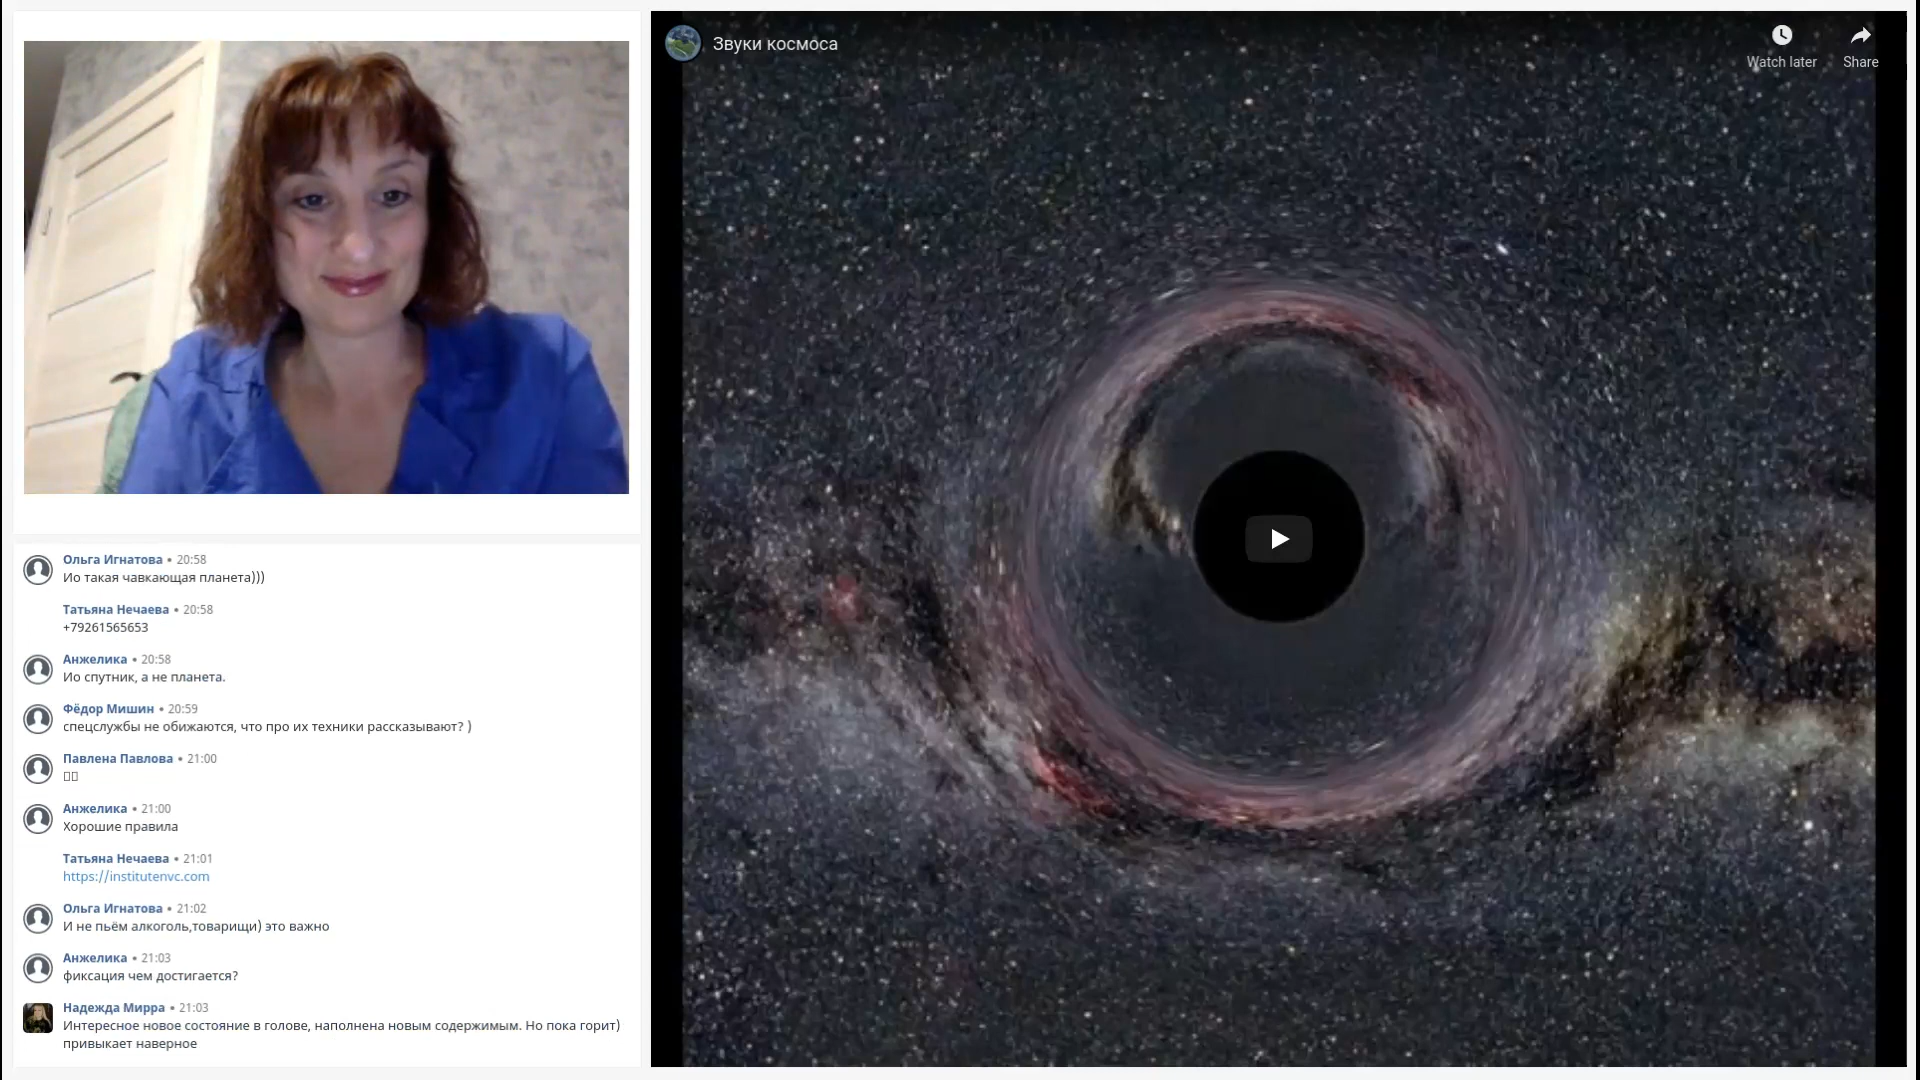 Звуки космоса
Watch later
Share
Ольга Игнатова • 20:58
Ио такая чавкающая планета)))
Татьяна Нечаева • 20:58
+79261565653
Анжелика • 20:58
Ио спутник, а не планета.
Фёдор Мишин • 20:59
спецслужбы не обижаются, что про их техники рассказывают? )
Павлена Павлова • 21:00
Анжелика • 21:00
Хорошие правила
Татьяна Нечаева • 21:01
https://institutenvc.com
Ольга Игнатова • 21:02
И не пьём алкоголь,товарищи) это важно
Анжелика • 21:03
фиксация чем достигается?
Надежда Мирра • 21:03
Интересное новое состояние в голове, наполнена новым содержимым. Но пока горит)
привыкает наверное